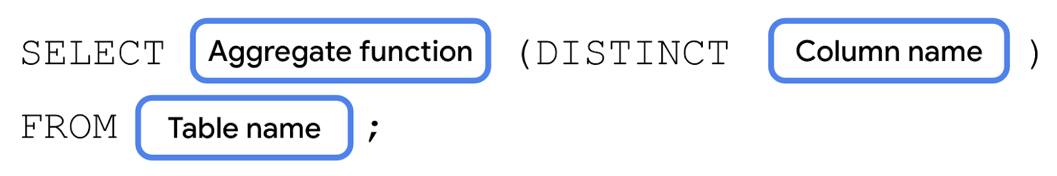 SELECT Aggregate function (DISTINCT Column name )
FROM Table name ;